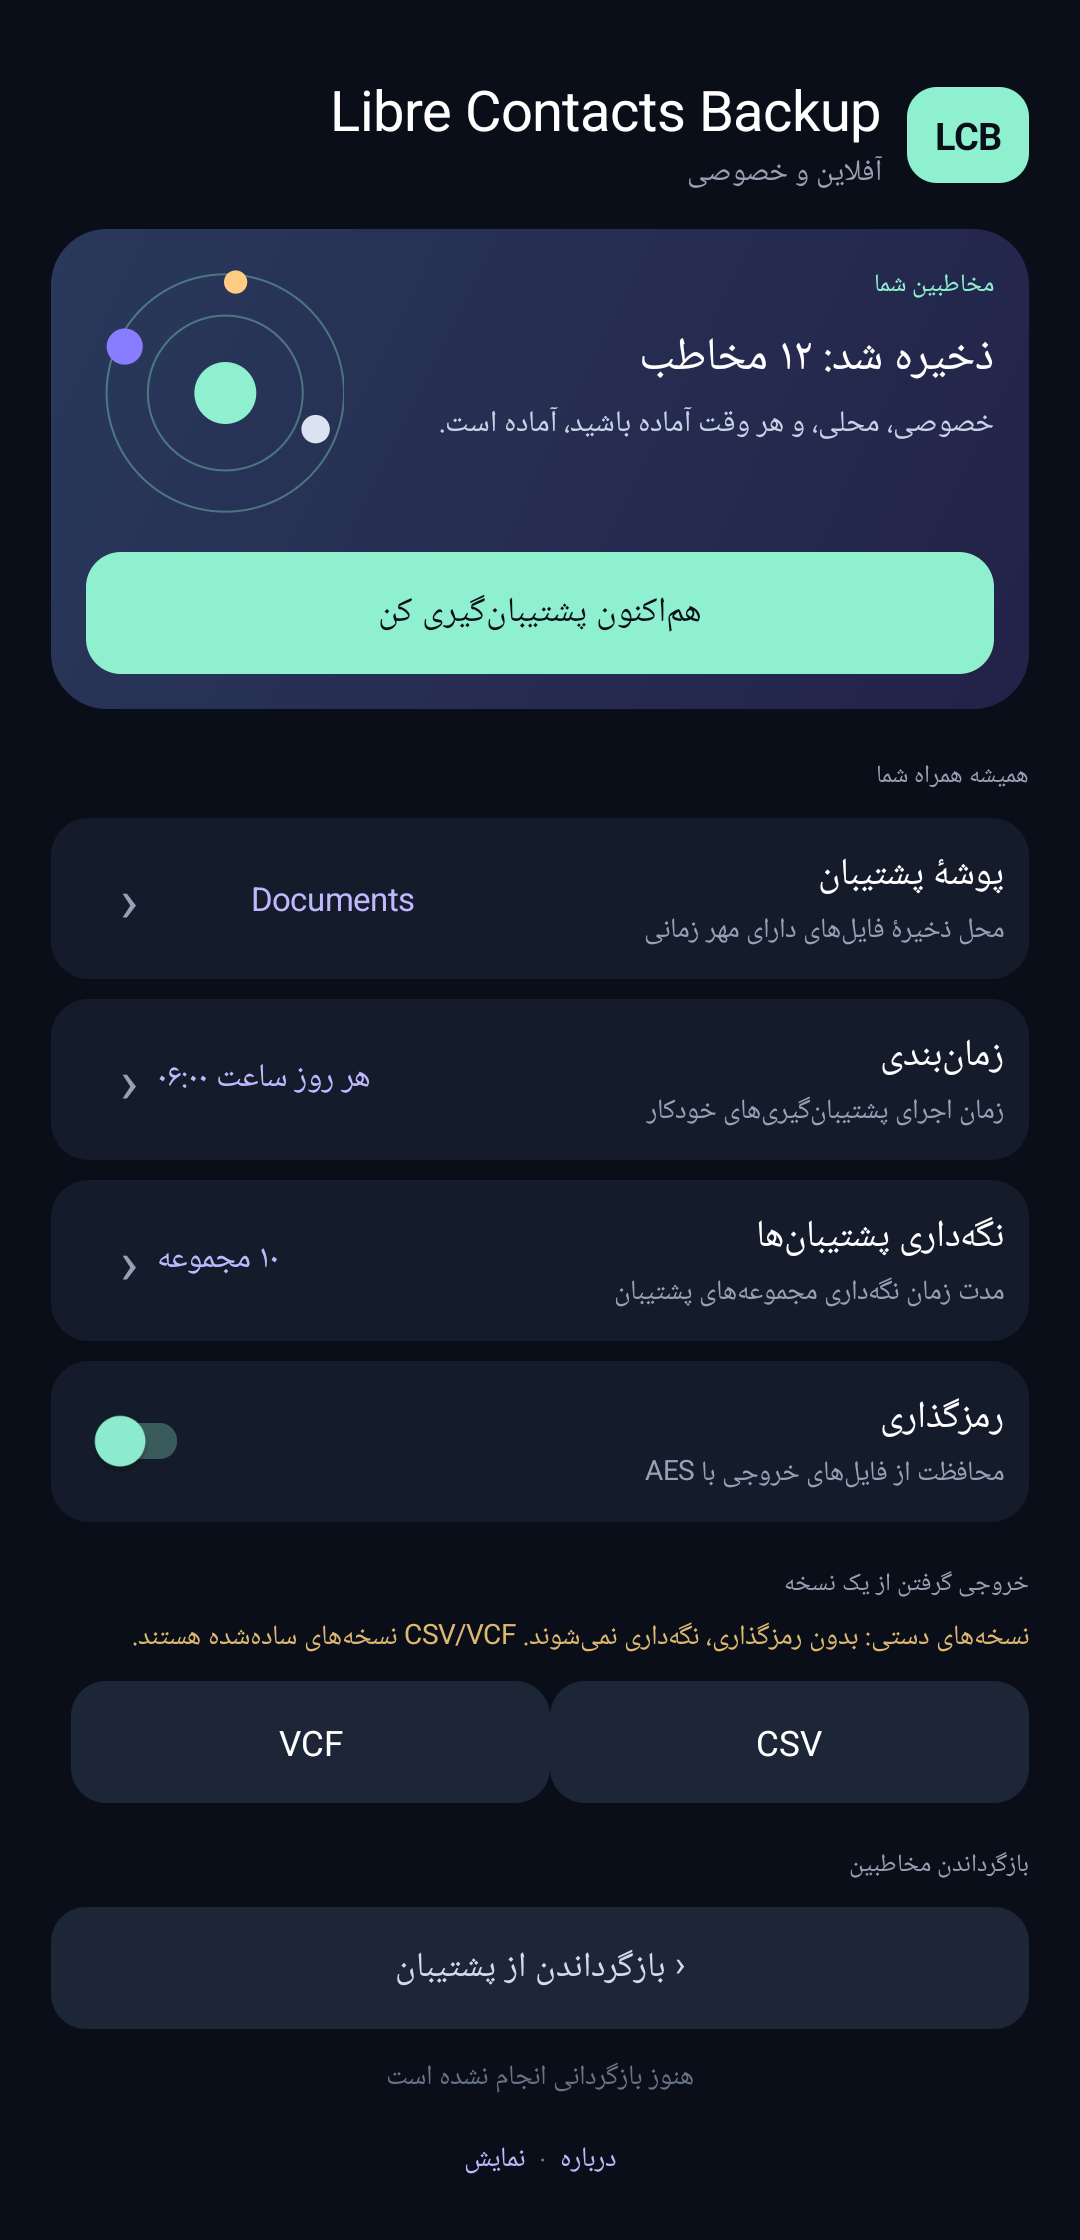 LCB
Libre Contacts Backup
آفلاین و خصوصی
مخاطبین شما
ذخیره شد: ۱۲ مخاطب
خصوصی، محلی، و هر وقت آماده باشید، آماده است.
هم‌اکنون پشتیبان‌گیری کن
همیشه همراه شما
پوشهٔ پشتیبان
محل ذخیرهٔ فایل‌های دارای مهر زمانی
Documents
زمان‌بندی
زمان اجرای پشتیبان‌گیری‌های خودکار
هر روز ساعت ۰۶:۰۰
نگه‌داری پشتیبان‌ها
مدت زمان نگه‌داری مجموعه‌های پشتیبان
۱۰ مجموعه
رمزگذاری
محافظت از فایل‌های خروجی با AES
خروجی گرفتن از یک نسخه
نسخه‌های دستی: بدون رمزگذاری، نگه‌داری نمی‌شوند. CSV/VCF نسخه‌های ساده‌شده هستند.
CSV
VCF
بازگرداندن مخاطبین
‹ بازگرداندن از پشتیبان
هنوز بازگردانی انجام نشده است
درباره · نمایش